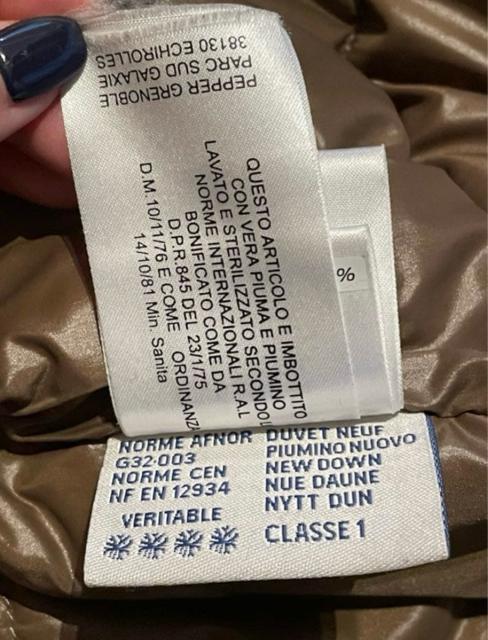 PEPPER GRENOBLE
PARC SUD GALAXIE
38130 ECHIROLLES
QUESTO ARTICOLO E IMBOTTITO
CON VERA PIUMA E PIUMINO
LAVATO E STERILIZZATO SECONDO L
NORME INTERNAZIONALI R.A.L
BONIFICATO COME DA
D.P.R.845 DEL 23/1/75
D.M.10/11/76 E COME ORDINANZ
14/10/81 Min. Sanita
%
NORME AFNOR
G32-003
NORME CEN
NF EN 12934
VERITABLE
DUVET NEUF
PIUMINO NUOVO
NEW DOWN
NUE DAUNE
NYTT DUN
CLASSE 1